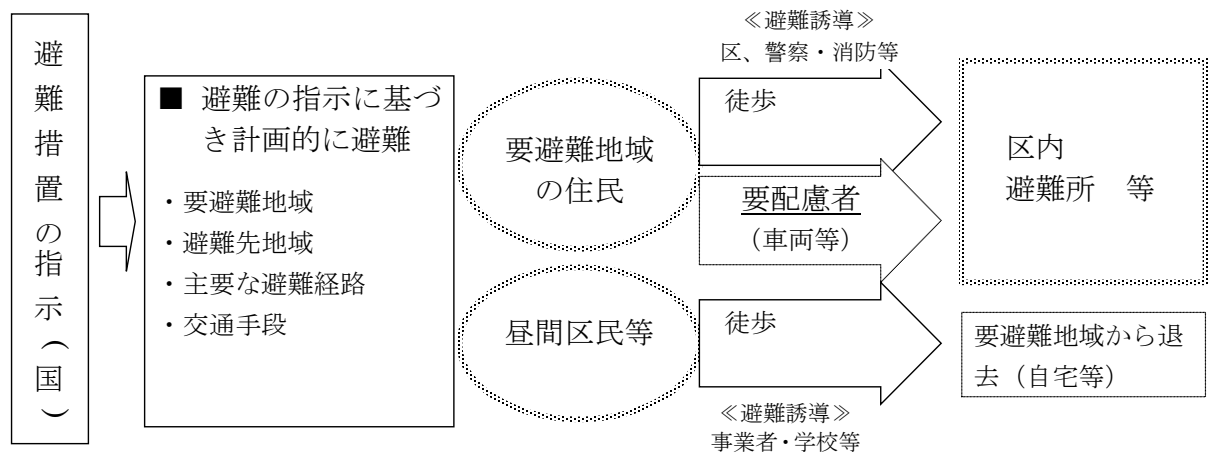 避難措置の指示（国）
■ 避難の指示に基づ
き計画的に避難
・要避難地域
・避難先地域
・主要な避難経路
・交通手段
要避難地域
の住民
昼間区民等
≪避難誘導≫
区、警察・消防等
徒歩
要配慮者
（車両等）
徒歩
≪避難誘導≫
事業者・学校等
区内
避難所　等
要避難地域から退
去（自宅等）